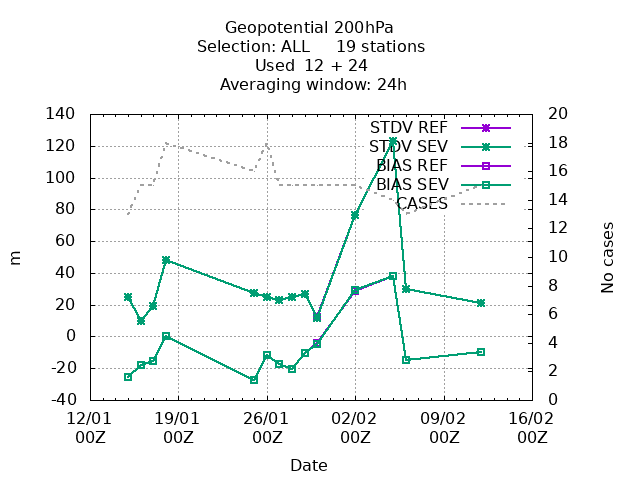 Geopotential 200hPa
Selection: ALL     19 stations
Used  12 + 24
Averaging window: 24h
140
120
100
80
60
40
20
0
-20
-40
m
20
18
16
14
12
10
8
6
4
2
0
No cases
STDV REF
STDV SEV
BIAS REF
BIAS SEV
CASES
12/01 19/01 26/01 02/02 09/02 16/02
00Z 00Z 00Z 00Z 00Z 00Z
Date